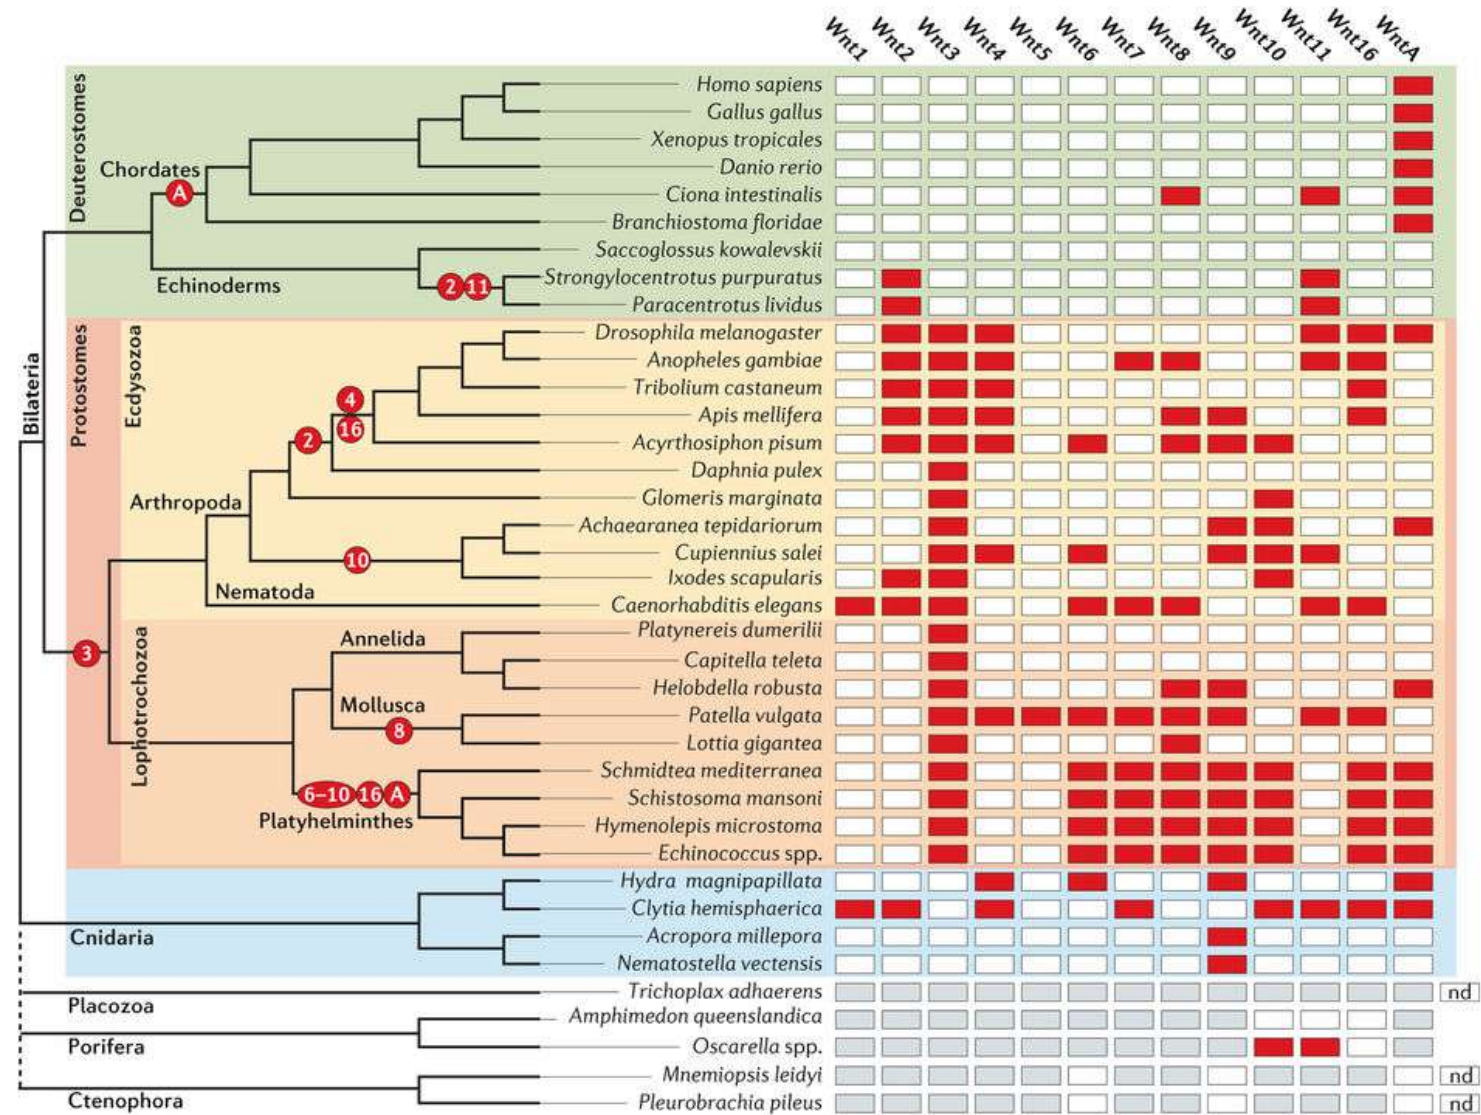 Wnt1 Wnt2 Wnt3 Wnt4 Wnt5 Wnt6 Wnt7 Wnt8 Wnt9 Wnt10 Wnt11 Wnt16 WntA
Deuterostomes
Homo sapiens
Gallus gallus
Xenopus tropicales
Chordates
Danio rerio
A
Ciona intestinalis
Branchiostoma floridae
Saccoglossus kowalevskii
Echinoderms
2 11
Strongylocentrotus purpuratus
Paracentrotus lividus
Bilateria
Protostomes
Ecdysozoa
Drosophila melanogaster
Anopheles gambiae
Tribolium castaneum
4
16
Apis mellifera
2
Acyrthosiphon pisum
Daphnia pulex
Arthropoda
Glomeris marginata
Achaearanea tepidariorum
10
Cupiennius salei
Ixodes scapularis
Nematoda
Caenorhabditis elegans
3
Lophotrochozoa
Annelida
Platynereis dumerilii
Capitella teleta
Helobdella robusta
Mollusca
8
Patella vulgata
Lottia gigantea
Schmidtea mediterranea
6–10 16 A
Platyhelminthes
Schistosoma mansoni
Hymenolepis microstoma
Echinococcus spp.
Hydra magnipapillata
Clytia hemisphaerica
Cnidaria
Acropora millepora
Nematostella vectensis
Trichoplax adhaerens nd
Placozoa
Amphimedon queenslandica
Porifera
Oscarella spp.
Mnemiopsis leidyi nd
Ctenophora
Pleurobrachia pileus nd